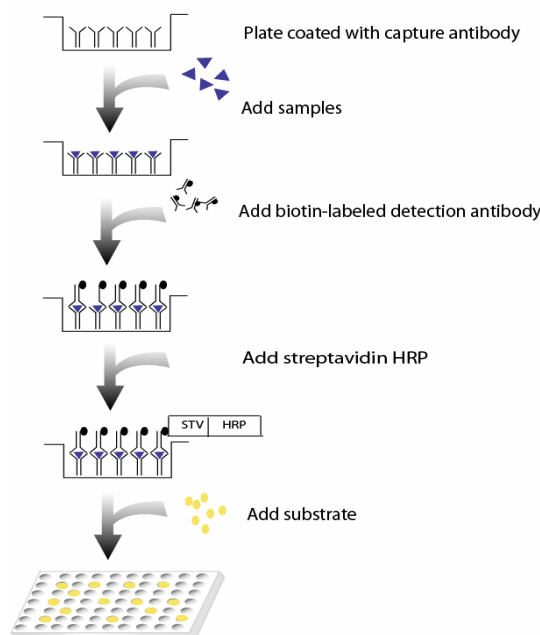 Plate coated with capture antibody
Add samples
Add biotin-labeled detection antibody
Add streptavidin HRP
STV HRP
Add substrate